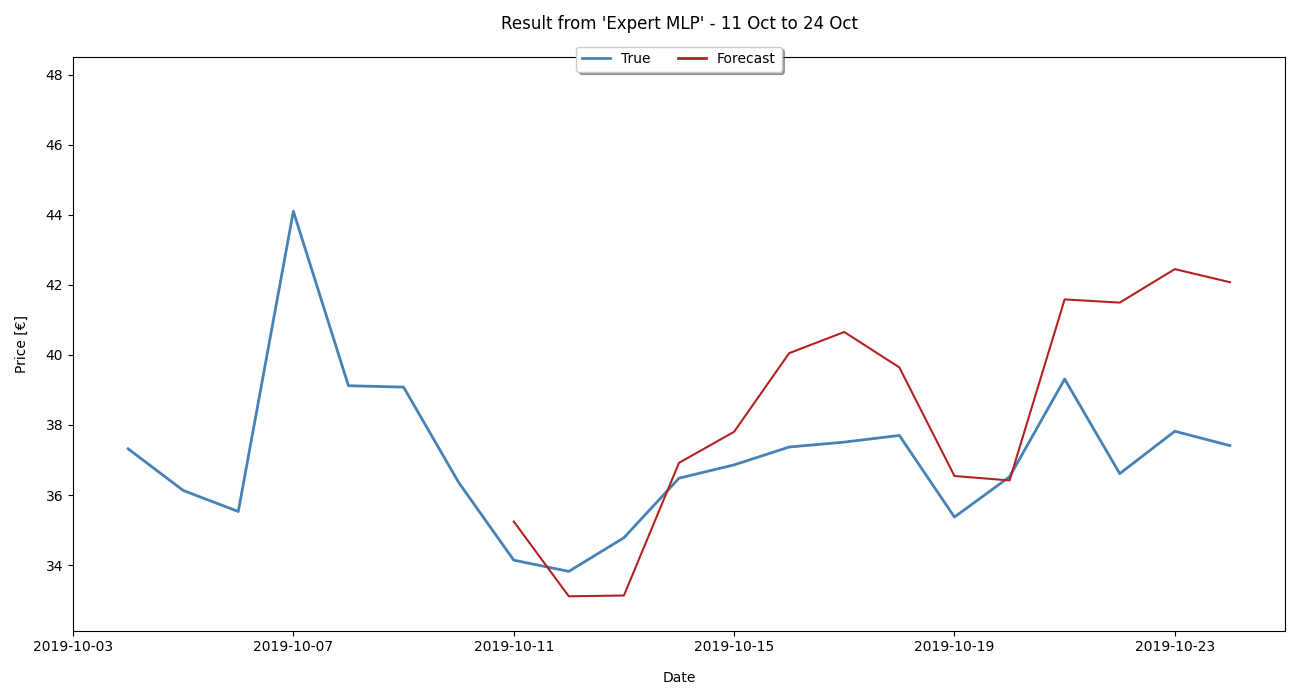 Result from 'Expert MLP' - 11 Oct to 24 Oct
True Forecast
48
46
44
42
40
38
36
34
Price [€]
2019-10-03 2019-10-07 2019-10-11 2019-10-15 2019-10-19 2019-10-23
Date